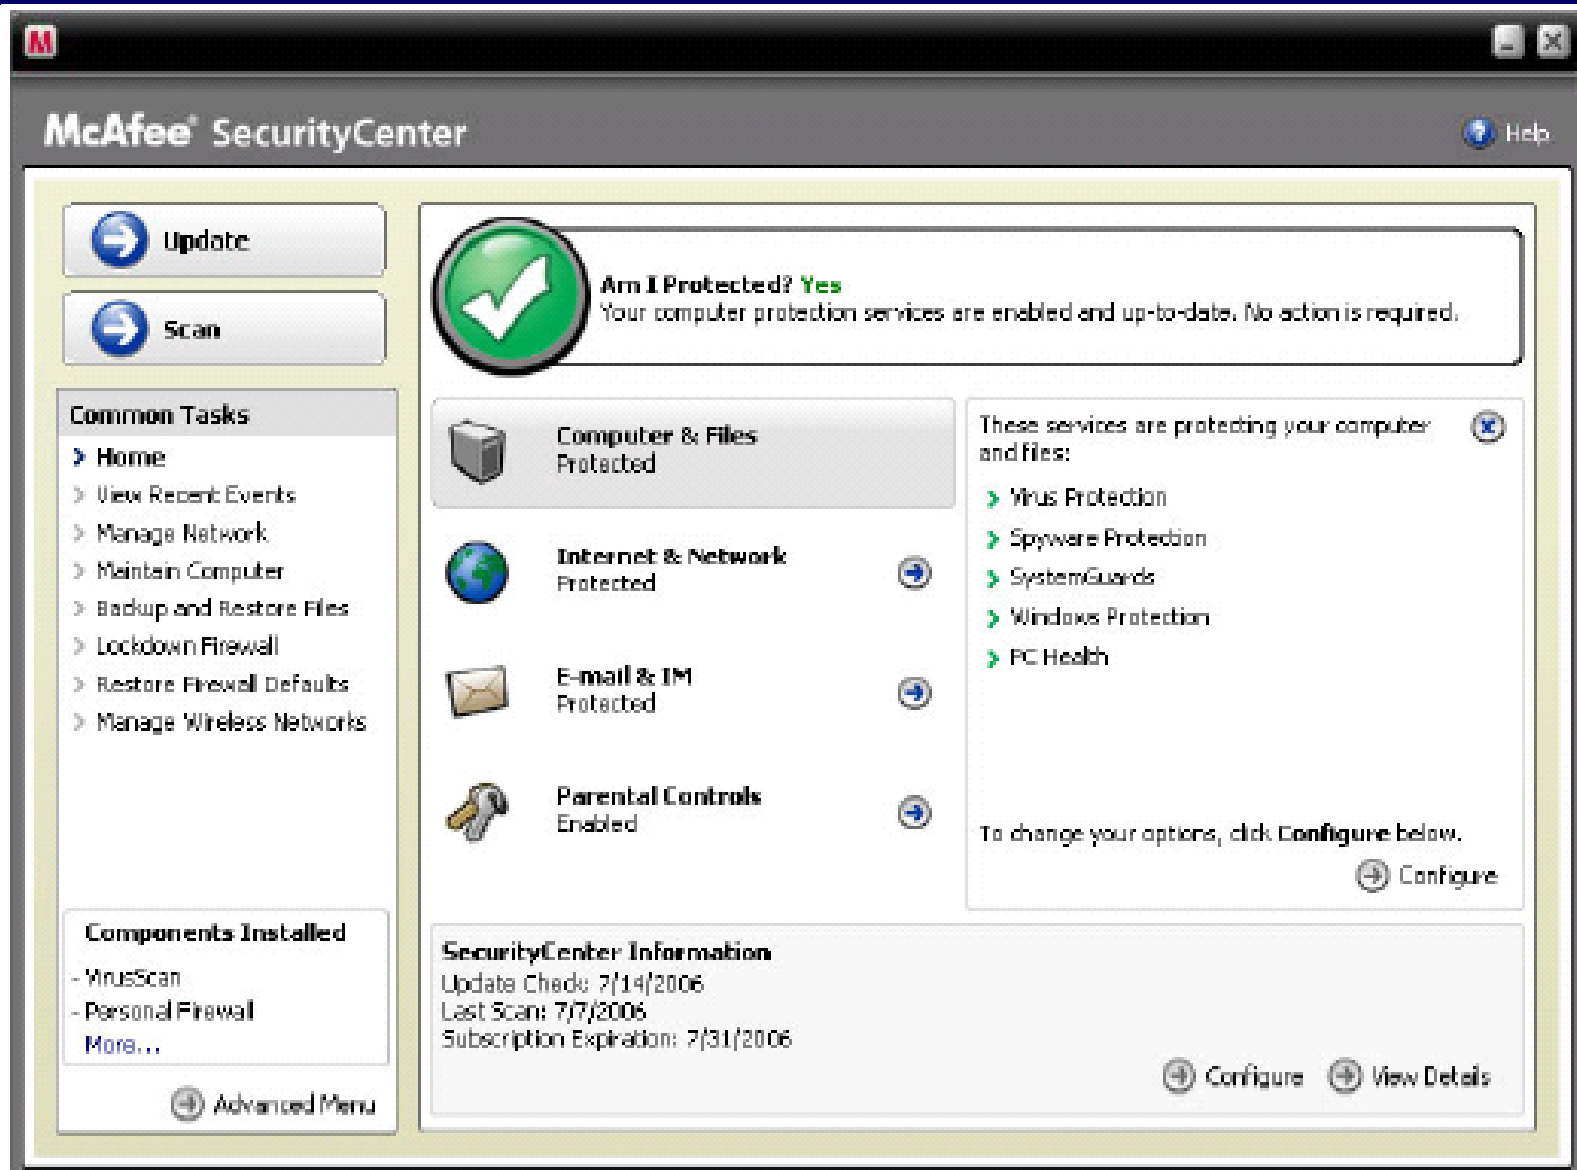 M
McAfee® SecurityCenter
Help
Update
Scan
Common Tasks
Home
View Recent Events
Manage Network
Maintain Computer
Backup and Restore Files
Lockdown Firewall
Restore Firewall Defaults
Manage Wireless Networks
Components Installed
- VirusScan
- Personal Firewall
More...
Advanced Menu
Am I Protected? Yes
Your computer protection services are enabled and up-to-date. No action is required.
Computer & Files
Protected
Internet & Network
Protected
E-mail & IM
Protected
Parental Controls
Enabled
These services are protecting your computer
and files:
Virus Protection
Spyware Protection
SystemGuards
Windows Protection
PC Health
To change your options, click Configure below.
Configure
SecurityCenter Information
Update Check: 7/14/2006
Last Scan: 7/7/2006
Subscription Expiration: 7/31/2006
Configure
View Details